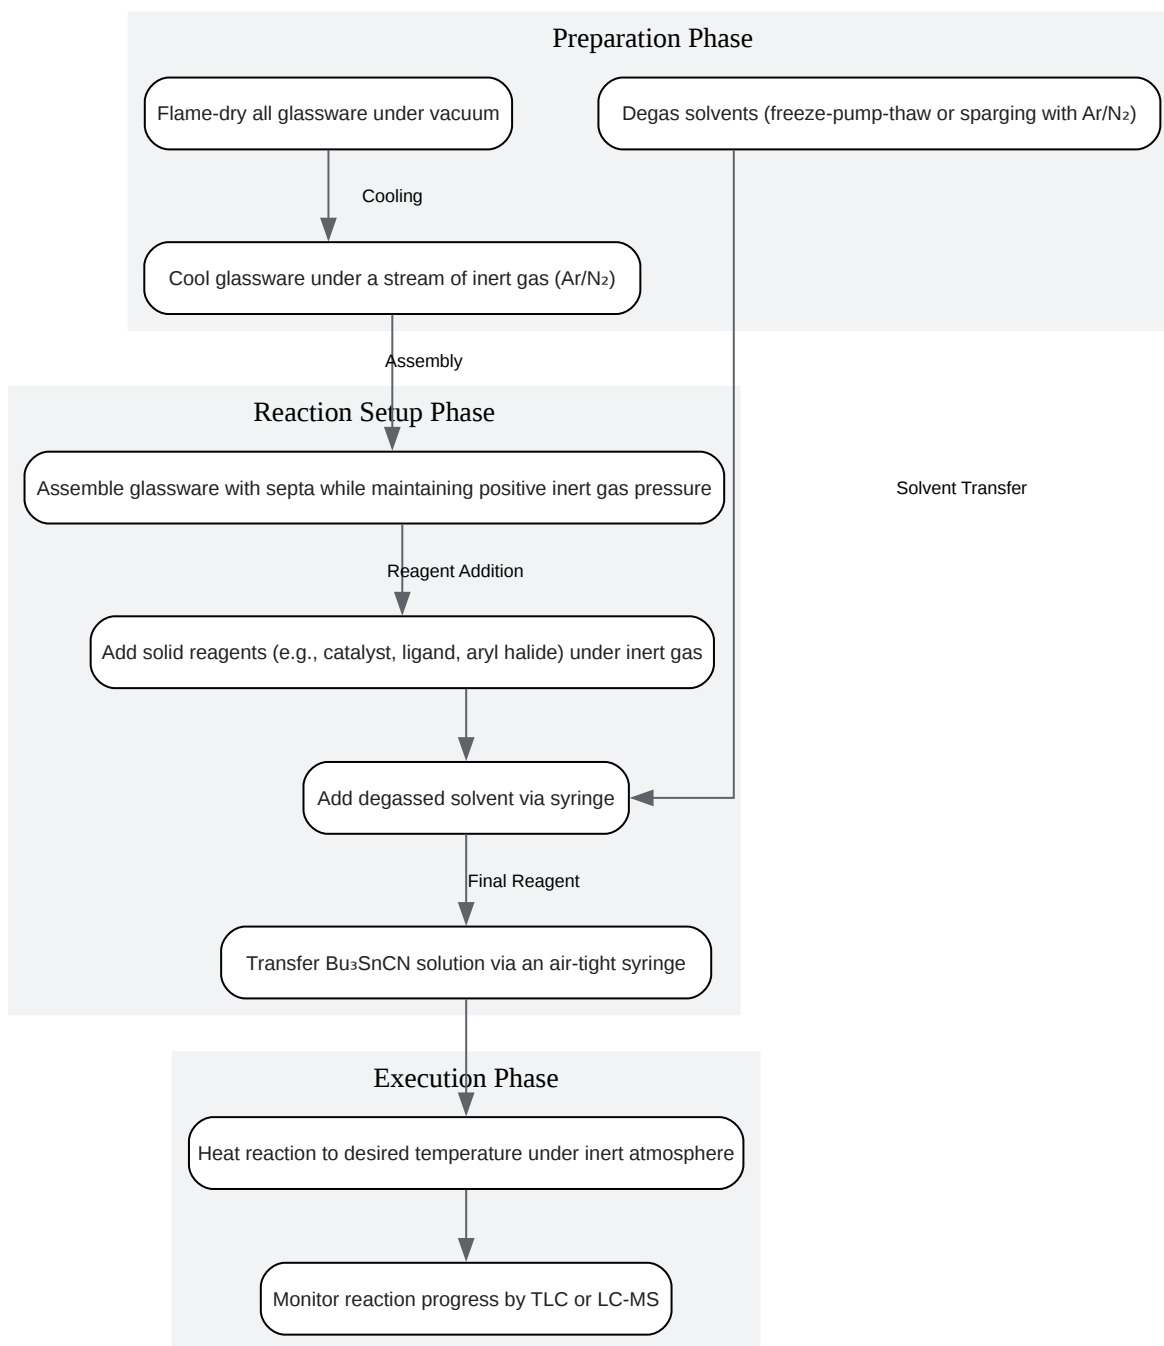 Preparation Phase
Flame-dry all glassware under vacuum
Degas solvents (freeze-pump-thaw or sparging with Ar/N₂)
Cooling
Cool glassware under a stream of inert gas (Ar/N₂)
Assembly
Reaction Setup Phase
Assemble glassware with septa while maintaining positive inert gas pressure
Solvent Transfer
Reagent Addition
Add solid reagents (e.g., catalyst, ligand, aryl halide) under inert gas
Add degassed solvent via syringe
Final Reagent
Transfer Bu₃SnCN solution via an air-tight syringe
Execution Phase
Heat reaction to desired temperature under inert atmosphere
Monitor reaction progress by TLC or LC-MS